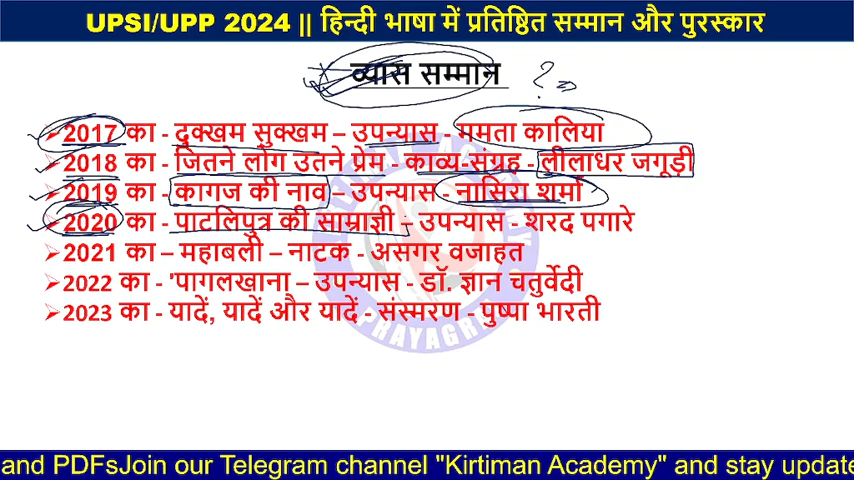 UPSI/UPP 2024 || हिन्दी भाषा में प्रतिष्ठित सम्मान और पुरस्कार
व्यास सम्मान ?
➢2017 का - दुक्खम सुक्खम – उपन्यास - ममता कालिया
➢2018 का - जितने लोग उतने प्रेम - काव्य-संग्रह - लीलाधर जगूड़ी
➢2019 का - कागज की नाव – उपन्यास - नासिरा शर्मा
➢2020 का - पाटलिपुत्र की साम्राज्ञी – उपन्यास - शरद पगारे
➢2021 का – महाबली – नाटक - असगर वजाहत
➢2022 का - 'पागलखाना – उपन्यास - डॉ. ज्ञान चतुर्वेदी
➢2023 का - यादें, यादें और यादें - संस्मरण - पुष्पा भारती
PRAYAGRAJ
and PDFsJoin our Telegram channel "Kirtiman Academy" and stay update